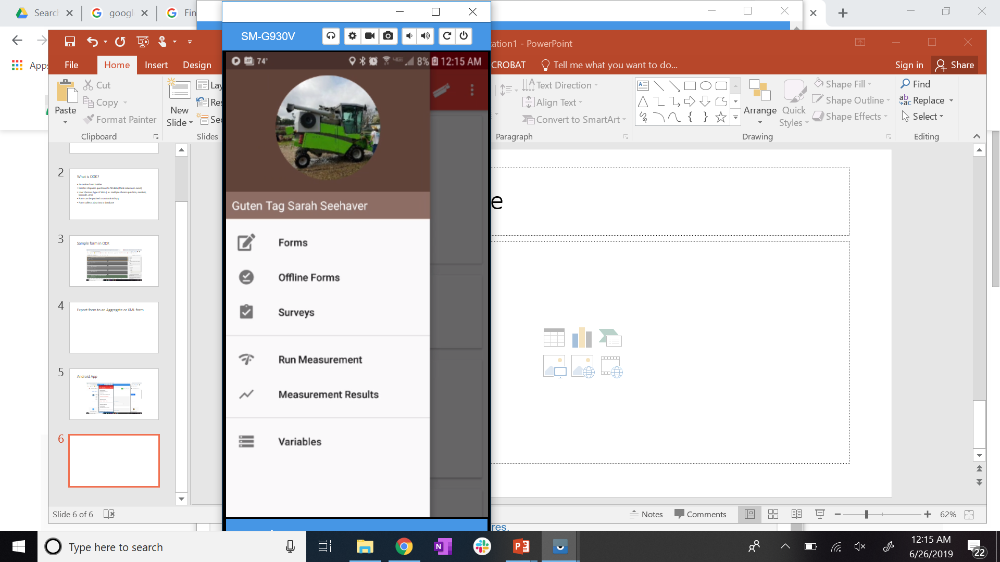 Searc
googl
Fin
Apps
SM-G930V
tation1 - PowerPoint
File
Home
Insert
Design
CROBAT
Tell me what you want to do...
Sign in
Share
Paste
Cut
Copy
Format Painter
Clipboard
New
Slide
Lay
Res
Sec
Slides
Text Direction
Align Text
Convert to SmartArt
Paragraph
Arrange
Quick
Styles
Shape Fill
Shape Outline
Shape Effects
Drawing
Find
Replace
Select
Editing
74°
8%
12:15 AM
Guten Tag Sarah Seehaver
Forms
Offline Forms
Surveys
Run Measurement
Measurement Results
Variables
2
What is ODK?
• An online form builder
• Creates stepwise questions to fill data (think column in excel)
• User chooses type of data ( ie: multiple choice question, number,
barcode, geo)
• Form can be pushed to an Android App
• Form collects data into a database
3
Sample form in ODK
4
Export form to an Aggregate or XML form
5
Android App
6
e
Slide 6 of 6
Notes
Comments
62%
res.
Type here to search
12:15 AM
6/26/2019
22